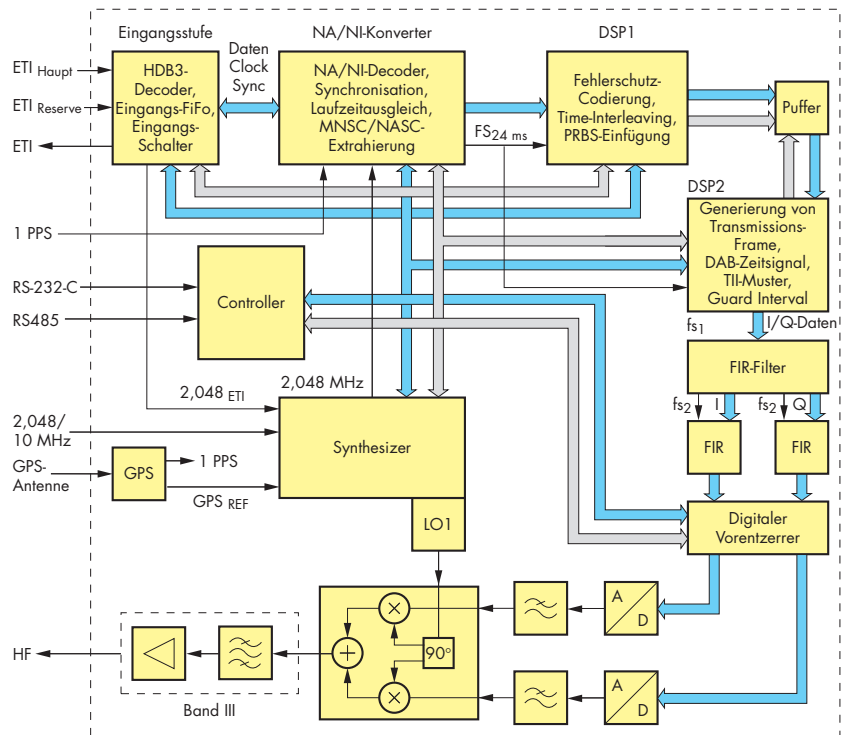 Eingangsstufe
NA/NI-Konverter
DSP1
Daten
Clock
Sync
ETI Haupt
ETI Reserve
ETI
HDB3-
Decoder,
Eingangs-FiFo,
Eingangs-
Schalter
NA/NI-Decoder,
Synchronisation,
Laufzeitausgleich,
MNSC/NASC-
Extrahierung
FS24 ms
Fehlerschutz-
Codierung,
Time-Interleaving,
PRBS-Einfügung
Puffer
DSP2
Generierung von
Transmissions-
Frame,
DAB-Zeitsignal,
TII-Muster,
Guard Interval
1 PPS
RS-232-C
RS485
Controller
fs1
I/Q-Daten
FIR-Filter
fs2
I
fs2
Q
FIR
FIR
2,048 ETI
2,048 MHz
2,048/
10 MHz
Synthesizer
GPS-
Antenne
GPS
1 PPS
GPS REF
LO1
Digitaler
Vorentzerrer
A
D
90°
HF
Band III
A
D